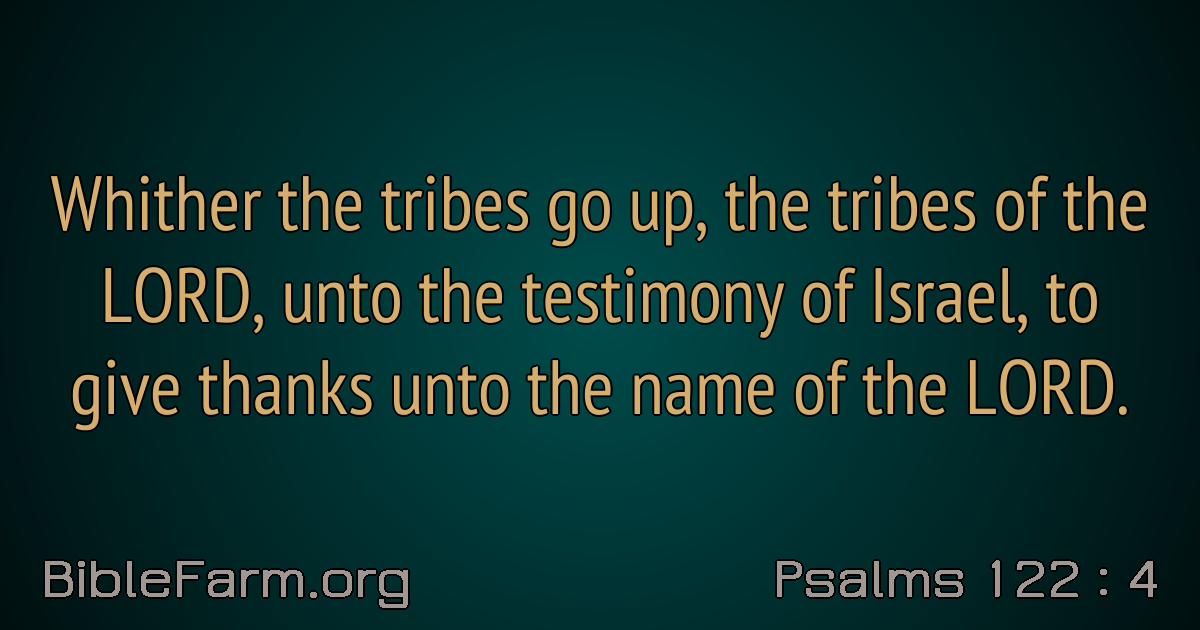 Whither the tribes go up, the tribes of the
LORD, unto the testimony of Israel, to
give thanks unto the name of the LORD.
BibleFarm.org
Psalms 122 : 4